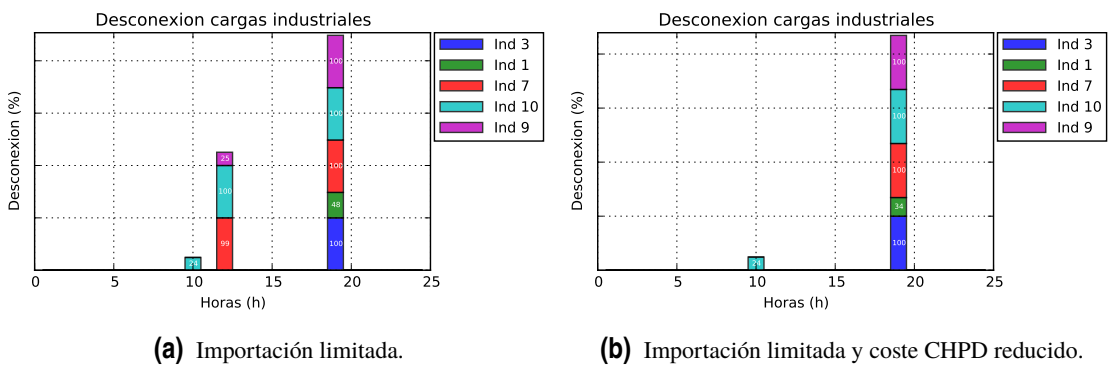 Desconexion cargas industriales
Desconexion (%)
100
48
100
100
100
24
99
100
25
0 5 10 15 20 25
Horas (h)
Ind 3
Ind 1
Ind 7
Ind 10
Ind 9
(a) Importación limitada.
Desconexion cargas industriales
Desconexion (%)
100
34
100
100
100
24
0 5 10 15 20 25
Horas (h)
Ind 3
Ind 1
Ind 7
Ind 10
Ind 9
(b) Importación limitada y coste CHPD reducido.